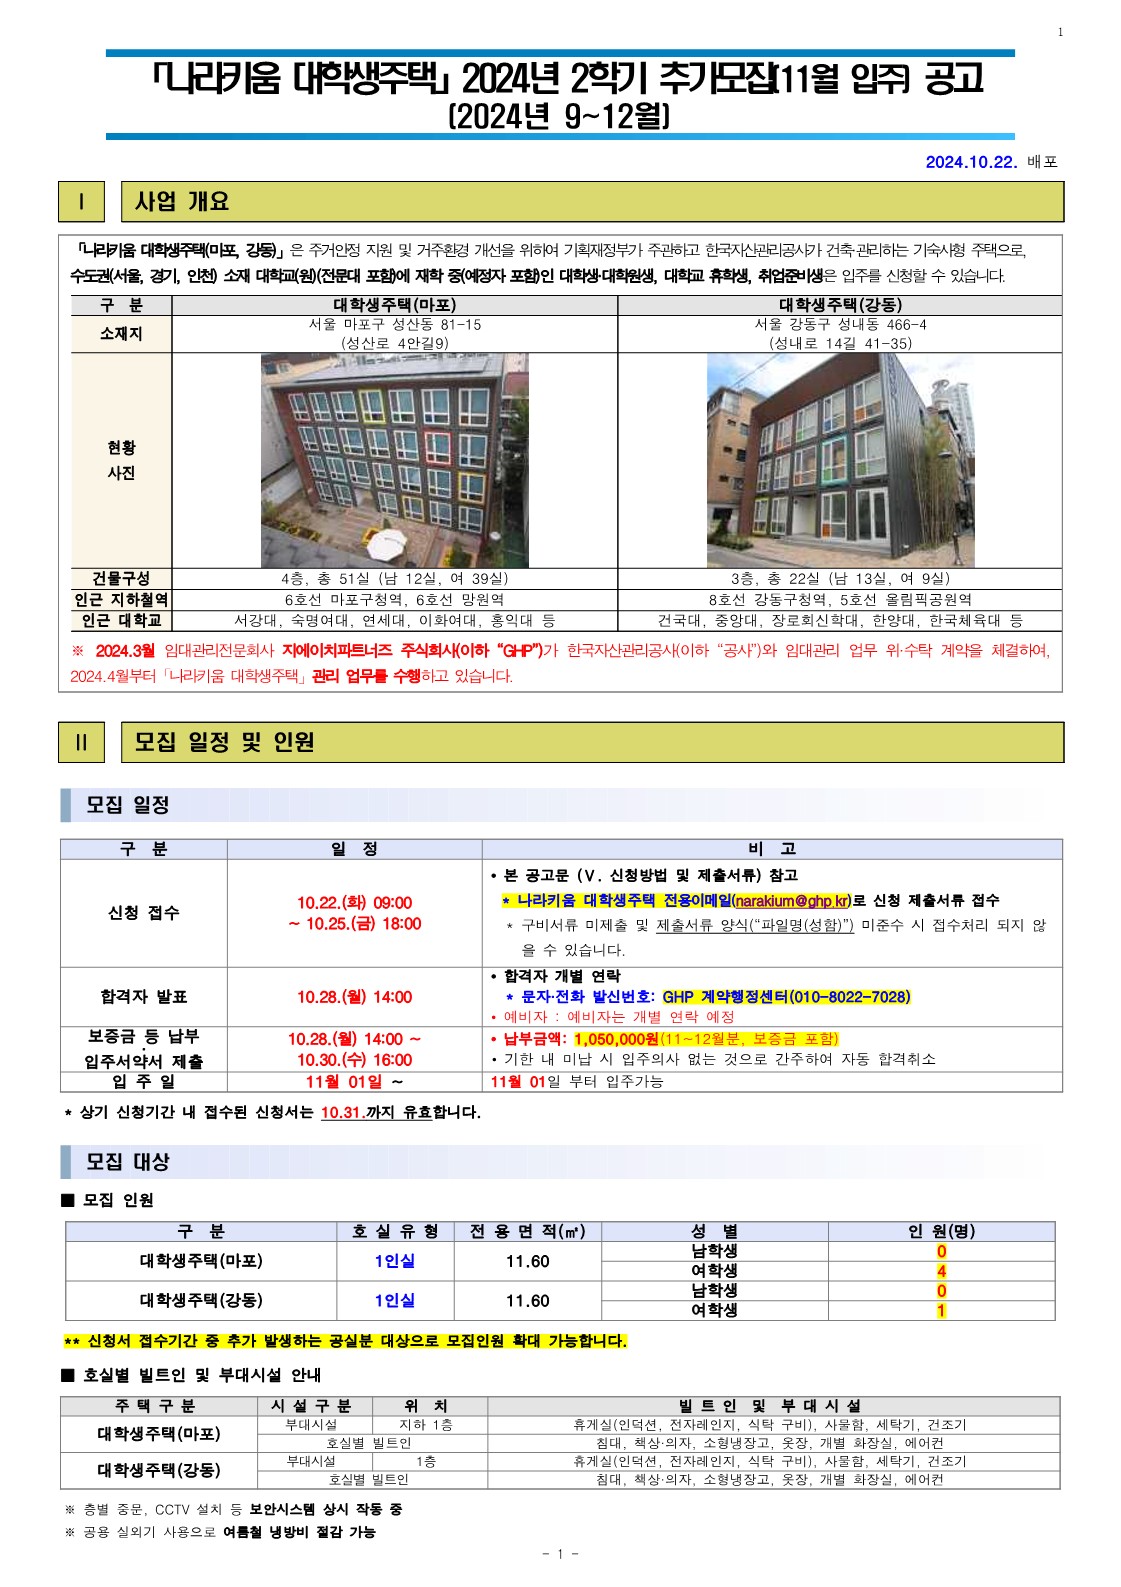 1
「나라키움 대학생주택」 2024년 2학기 추가모집(11월 입주) 공고
(2024년 9~12월)
2024.10.22. 배포
Ⅰ 사업 개요
「나라키움 대학생주택(마포, 강동)」은 주거안정 지원 및 거주환경 개선을 위하여 기획재정부가 주관하고 한국자산관리공사가 건축·관리하는 기숙사형 주택으로,
수도권(서울, 경기, 인천) 소재 대학교(원)(전문대 포함)에 재학 중(예정자 포함)인 대학생·대학원생, 대학교 휴학생, 취업준비생은 입주를 신청할 수 있습니다.
구 분 대학생주택(마포) 대학생주택(강동)
소재지 서울 마포구 성산동 81-15 서울 강동구 성내동 466-4
(성산로 4안길9) (성내로 14길 41-35)
현황
사진
건물구성 4층, 총 51실 (남 12실, 여 39실) 3층, 총 22실 (남 13실, 여 9실)
인근 지하철역 6호선 마포구청역, 6호선 망원역 8호선 강동구청역, 5호선 올림픽공원역
인근 대학교 서강대, 숙명여대, 연세대, 이화여대, 홍익대 등 건국대, 중앙대, 장로회신학대, 한양대, 한국체육대 등
※ 2024.3월 임대관리전문회사 지에이치파트너즈 주식회사(이하 “GHP”)가 한국자산관리공사(이하 “공사”)와 임대관리 업무 위·수탁 계약을 체결하여,
2024.4월부터 「나라키움 대학생주택」 관리 업무를 수행하고 있습니다.
Ⅱ 모집 일정 및 인원
모집 일정
구 분 일 정 비 고
신청 접수 10.22.(화) 09:00
~ 10.25.(금) 18:00
• 본 공고문 (Ⅴ. 신청방법 및 제출서류) 참고
* 나라키움 대학생주택 전용이메일(narakium@ghp.kr)로 신청 제출서류 접수
* 구비서류 미제출 및 제출서류 양식(“파일명(성함)”) 미준수 시 접수처리 되지 않
을 수 있습니다.
합격자 발표 10.28.(월) 14:00
• 합격자 개별 연락
* 문자·전화 발신번호: GHP 계약행정센터(010-8022-7028)
• 예비자 : 예비자는 개별 연락 예정
보증금 등 납부 10.28.(월) 14:00 ~ • 납부금액: 1,050,000원(11~12월분, 보증금 포함)
입주서약서 제출 10.30.(수) 16:00 • 기한 내 미납 시 입주의사 없는 것으로 간주하여 자동 합격취소
입 주 일 11월 01일 ~ 11월 01일 부터 입주가능
* 상기 신청기간 내 접수된 신청서는 10.31.까지 유효합니다.
모집 대상
■ 모집 인원
구 분 호 실 유 형 전 용 면 적(㎡) 성 별 인 원(명)
대학생주택(마포) 1인실 11.60 남학생 0
여학생 4
대학생주택(강동) 1인실 11.60 남학생 0
여학생 1
** 신청서 접수기간 중 추가 발생하는 공실분 대상으로 모집인원 확대 가능합니다.
■ 호실별 빌트인 및 부대시설 안내
주 택 구 분 시 설 구 분 위 치 빌 트 인 및 부 대 시 설
대학생주택(마포) 부대시설 지하 1층 휴게실(인덕션, 전자레인지, 식탁 구비), 사물함, 세탁기, 건조기
호실별 빌트인 침대, 책상·의자, 소형냉장고, 옷장, 개별 화장실, 에어컨
대학생주택(강동) 부대시설 1층 휴게실(인덕션, 전자레인지, 식탁 구비), 사물함, 세탁기, 건조기
호실별 빌트인 침대, 책상·의자, 소형냉장고, 옷장, 개별 화장실, 에어컨
※ 층별 중문, CCTV 설치 등 보안시스템 상시 작동 중
※ 공용 실외기 사용으로 여름철 냉방비 절감 가능
- 1 -